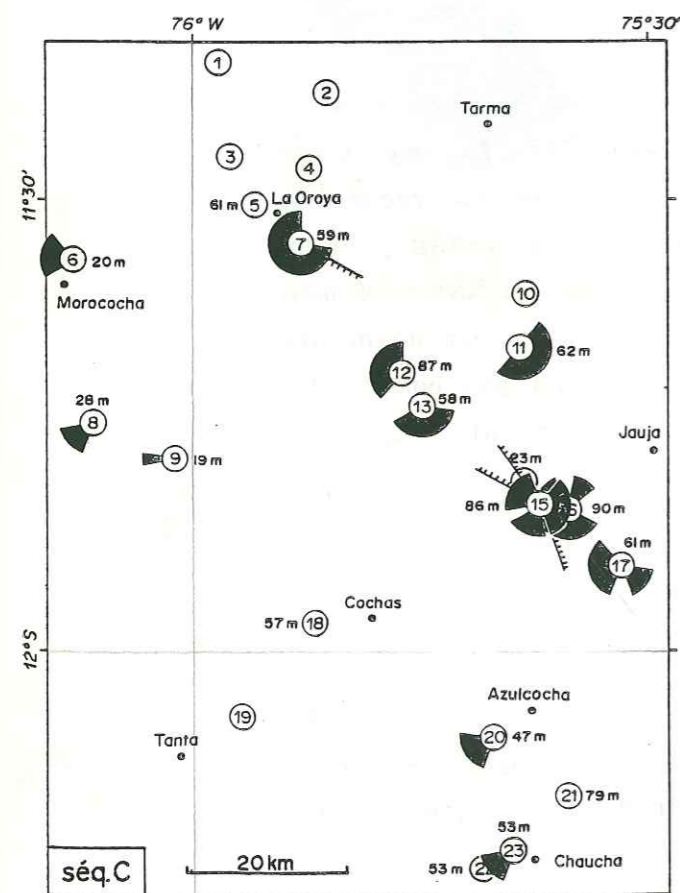 76° W
75° 30'
1
2
Tarma
3
4
11° 30'
61 m 5 La Oroya
7 59 m
6 20 m
Morococha
10
11 62 m
12 87 m
13 58 m
28 m
8
9 19 m
Jauja
23 m
86 m 15 90 m
61 m
17
Cochas
57 m 18
12° S
Azulcocha
19
20 47 m
Tanta
21 79 m
53 m
23
53 m 22 Chaucha
séq. C
20 km